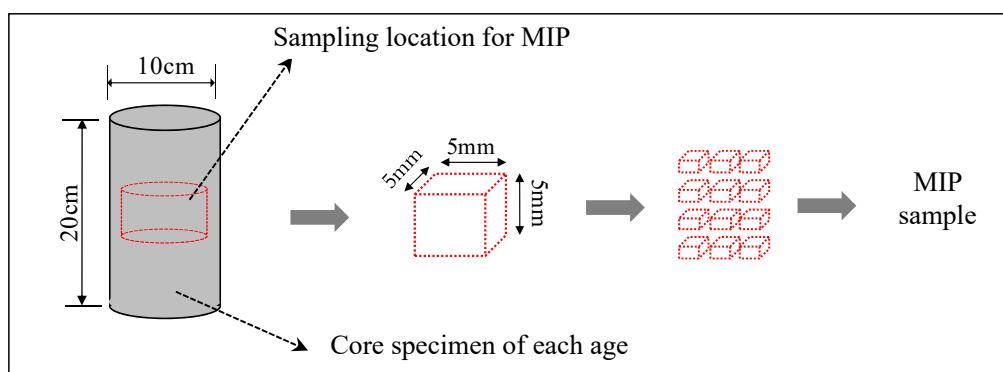 Sampling location for MIP
10cm
20cm
5mm
5mm
5mm
MIP
sample
Core specimen of each age